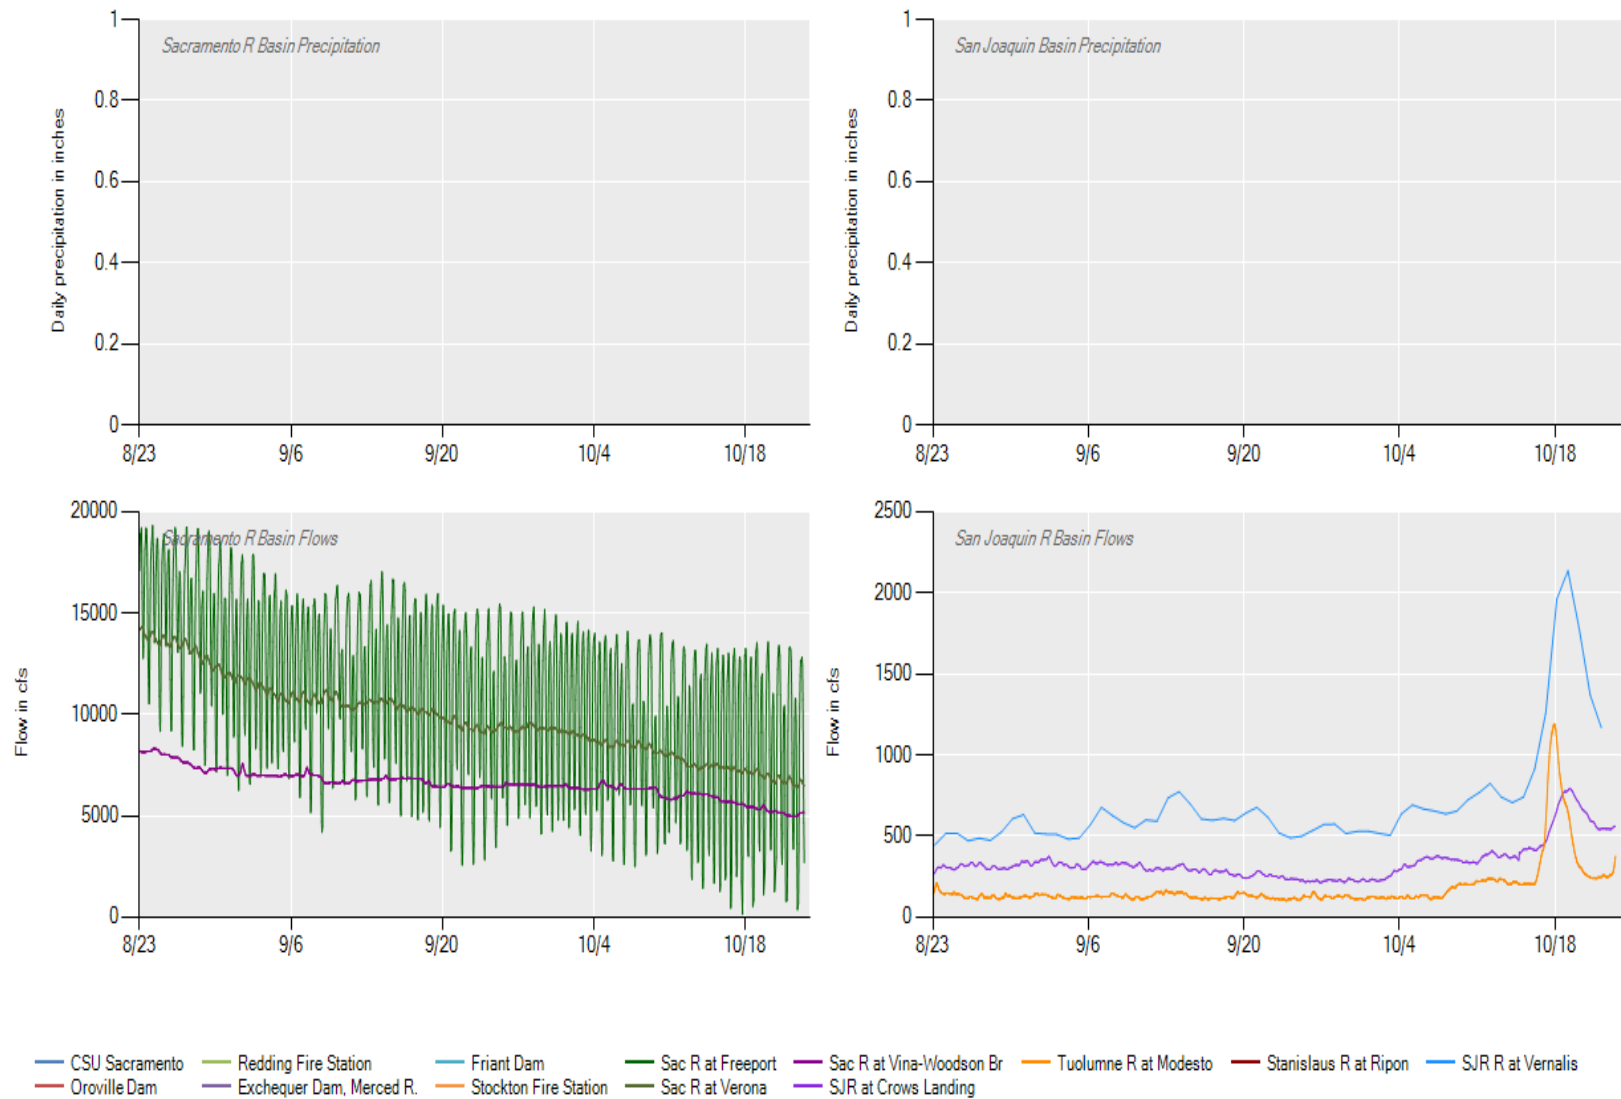 Sacramento R Basin Precipitation
Daily precipitation in inches
1
0.8
0.6
0.4
0.2
0
8/23 9/6 9/20 10/4 10/18
San Joaquin Basin Precipitation
Daily precipitation in inches
1
0.8
0.6
0.4
0.2
0
8/23 9/6 9/20 10/4 10/18
Sacramento R Basin Flows
Flow in cfs
20000
15000
10000
5000
0
8/23 9/6 9/20 10/4 10/18
San Joaquin R Basin Flows
Flow in cfs
2500
2000
1500
1000
500
0
8/23 9/6 9/20 10/4 10/18
CSU Sacramento Redding Fire Station Friant Dam Sac R at Freeport Sac R at Vina-Woodson Br Tuolumne R at Modesto Stanislaus R at Ripon SJR R at Vernalis
Oroville Dam Exchequer Dam, Merced R. Stockton Fire Station Sac R at Verona SJR at Crows Landing